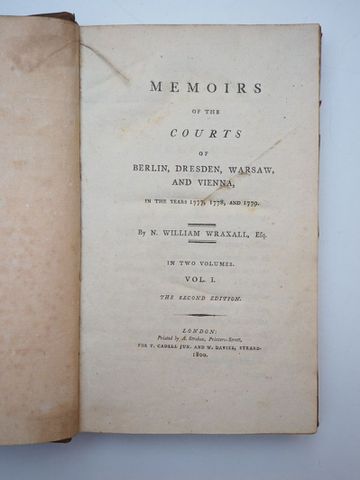 MEMOIRS
OF THE
COURTS
OF
BERLIN, DRESDEN, WARSAW,
AND VIENNA,
IN THE YEARS 1777, 1778, AND 1779.
By N. WILLIAM WRAXALL, Esq.
IN TWO VOLUMES.
VOL. I.
THE SECOND EDITION.
LONDON:
Printed by A. Strahan, Printers-Street,
FOR T. CADELL JUN. AND W. DAVIES, STRAND.
1800.